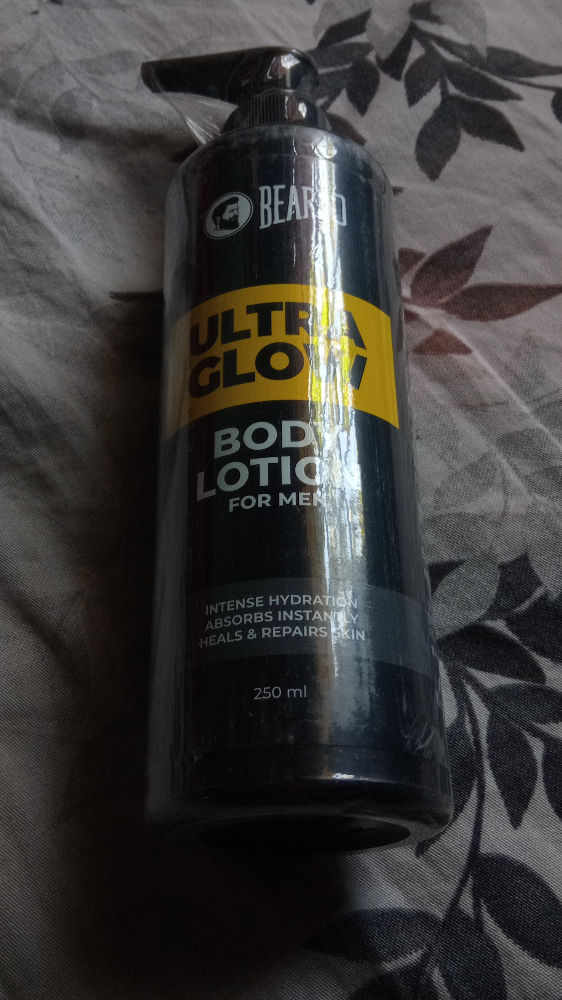 BEARDO
ULTRA
GLOW
BODY
LOTION
FOR MEN
INTENSE HYDRATION
ABSORBS INSTANTLY
HEALS & REPAIRS SKIN
250 ml